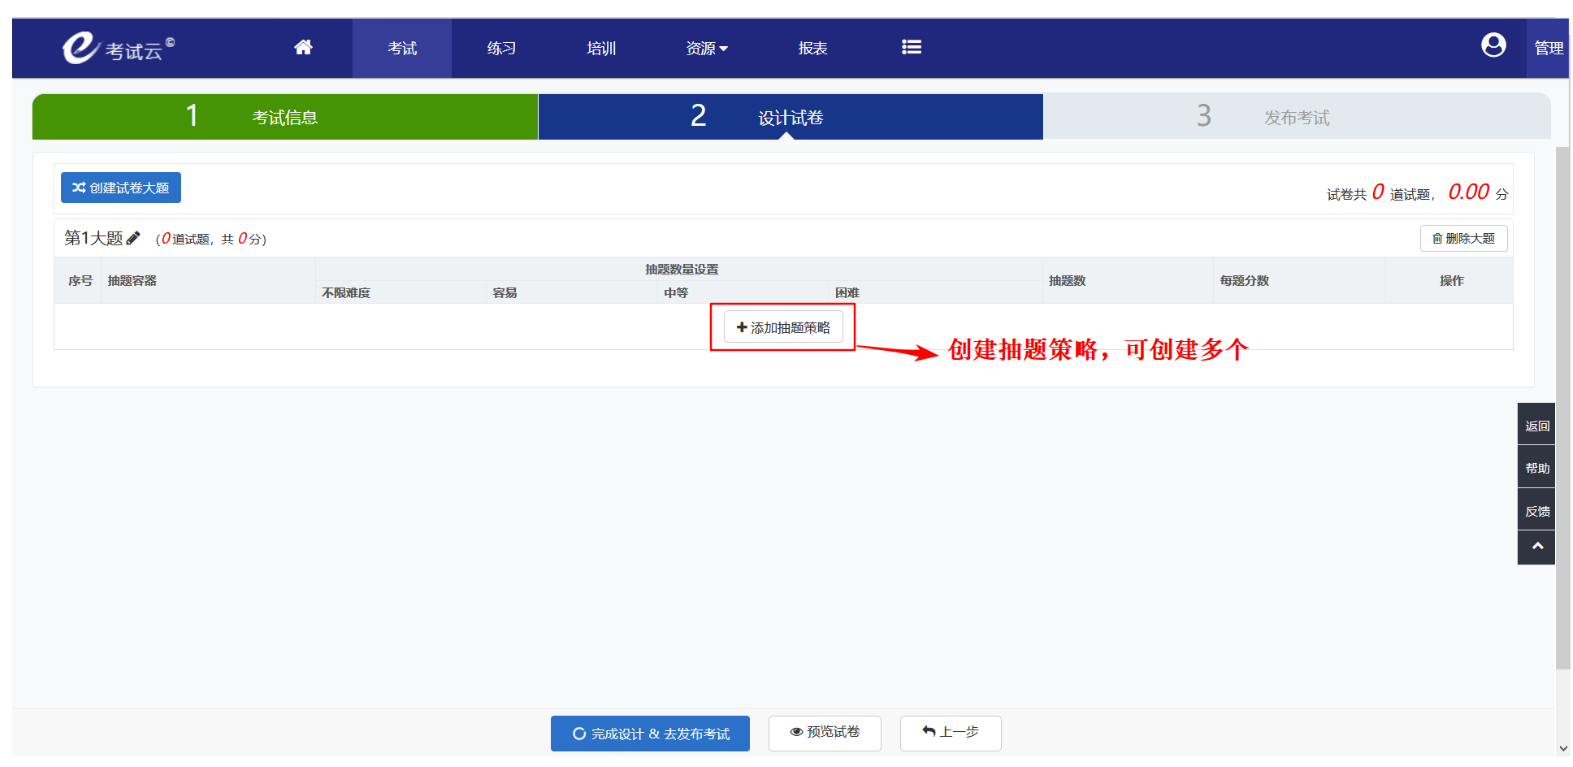 考试云© 考试 练习 培训 资源 报表 管理
1 考试信息 2 设计试卷 3 发布考试
创建试卷大题 试卷共 0 道试题, 0.00 分
第1大题 (0道试题, 共 0分) 删除大题
序号 抽题容器 抽题数量设置 抽题数 每题分数 操作
不限难度 容易 中等 困难
添加抽题策略
创建抽题策略，可创建多个
返回
帮助
反馈
完成设计 & 去发布考试 预览试卷 上一步